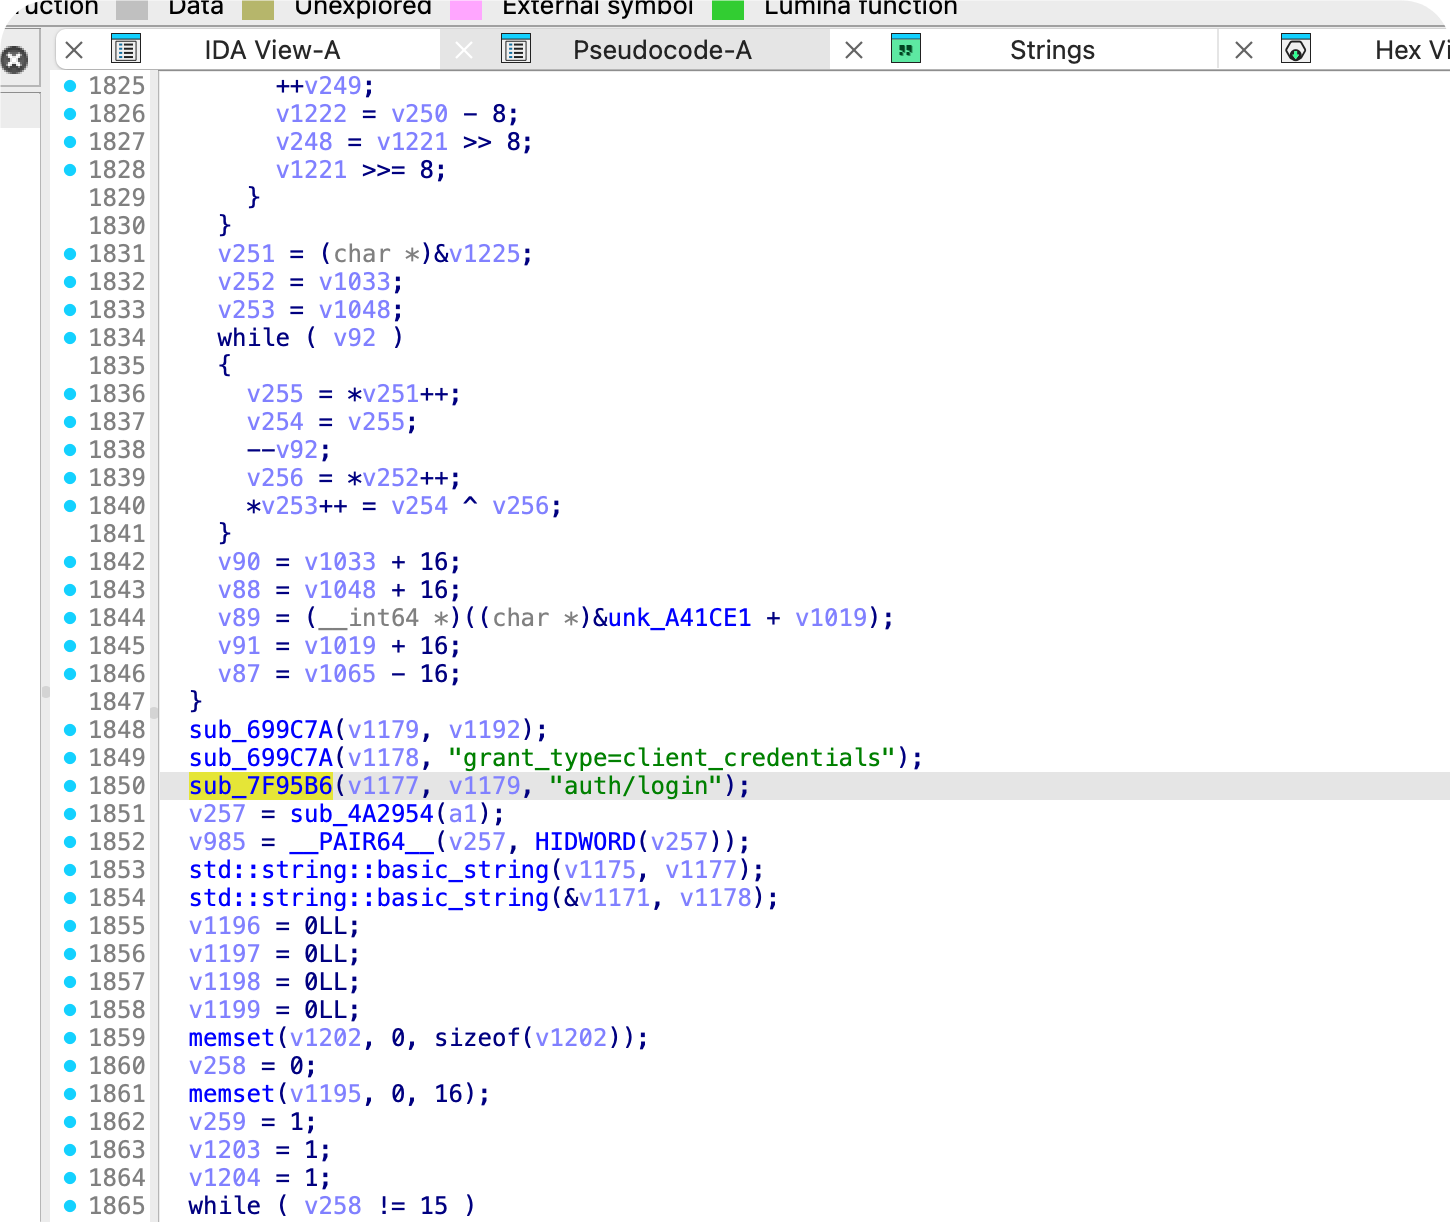 Data Unexplored External symbol Lumina function
IDA View-A Pseudocode-A Strings
1825 ++v249;
1826 v1222 = v250 - 8;
1827 v248 = v1221 >> 8;
1828 v1221 >>= 8;
1829 }
1830 }
1831 v251 = (char *)&v1225;
1832 v252 = v1033;
1833 v253 = v1048;
1834 while ( v92 )
1835 {
1836 v255 = *v251++;
1837 v254 = v255;
1838 --v92;
1839 v256 = *v252++;
1840 *v253++ = v254 ^ v256;
1841 }
1842 v90 = v1033 + 16;
1843 v88 = v1048 + 16;
1844 v89 = (__int64 *)((char *)&unk_A41CE1 + v1019);
1845 v91 = v1019 + 16;
1846 v87 = v1065 - 16;
1847 }
1848 sub_699C7A(v1179, v1192);
1849 sub_699C7A(v1178, "grant_type=client_credentials");
1850 sub_7F95B6(v1177, v1179, "auth/login");
1851 v257 = sub_4A2954(a1);
1852 v985 = __PAIR64__(v257, HIDWORD(v257));
1853 std::string::basic_string(v1175, v1177);
1854 std::string::basic_string(&v1171, v1178);
1855 v1196 = 0LL;
1856 v1197 = 0LL;
1857 v1198 = 0LL;
1858 v1199 = 0LL;
1859 memset(v1202, 0, sizeof(v1202));
1860 v258 = 0;
1861 memset(v1195, 0, 16);
1862 v259 = 1;
1863 v1203 = 1;
1864 v1204 = 1;
1865 while ( v258 != 15 )